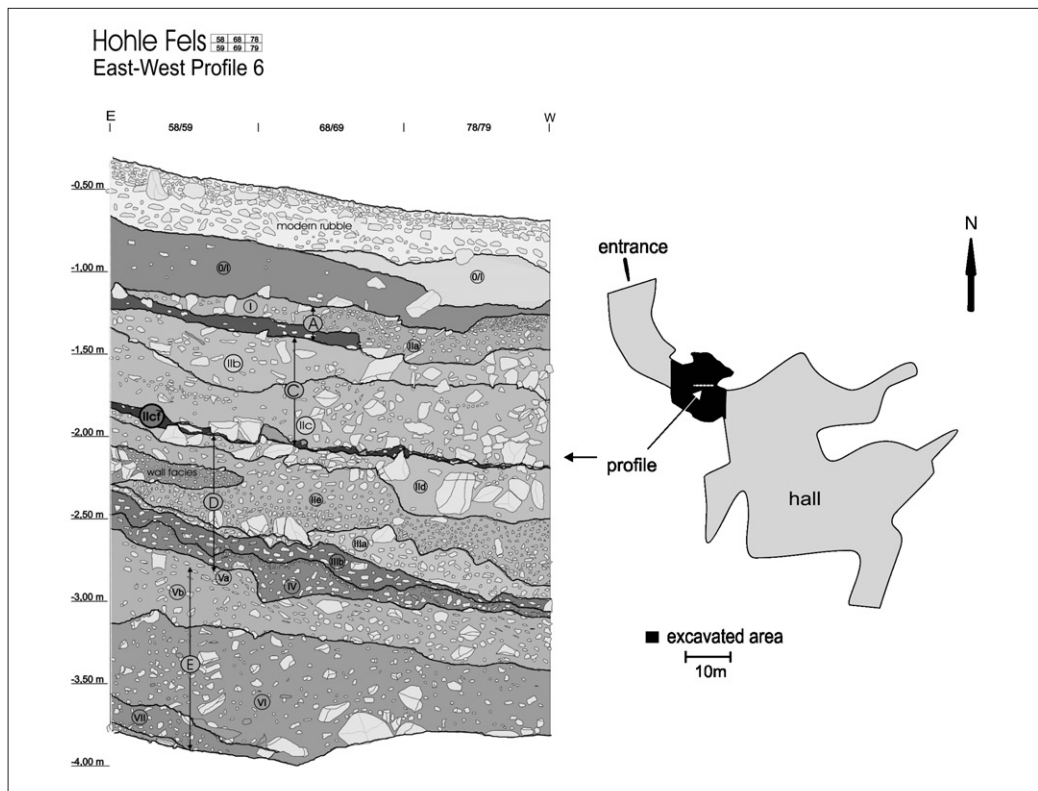 Hohle Fels
58 68 78
59 69 79
East-West Profile 6
E
W
58/59
68/69
78/79
-0,50 m
modern rubble
0/I
0/I
-1,00 m
I
A
IIa
-1,50 m
IIb
C
IIcf
IIc
-2,00 m
wall facies
IId
D
IIe
-2,50 m
IIIa
IIIb
Va
IV
Vb
-3,00 m
E
-3,50 m
VI
VII
-4,00 m
entrance
N
profile
hall
excavated area
10m